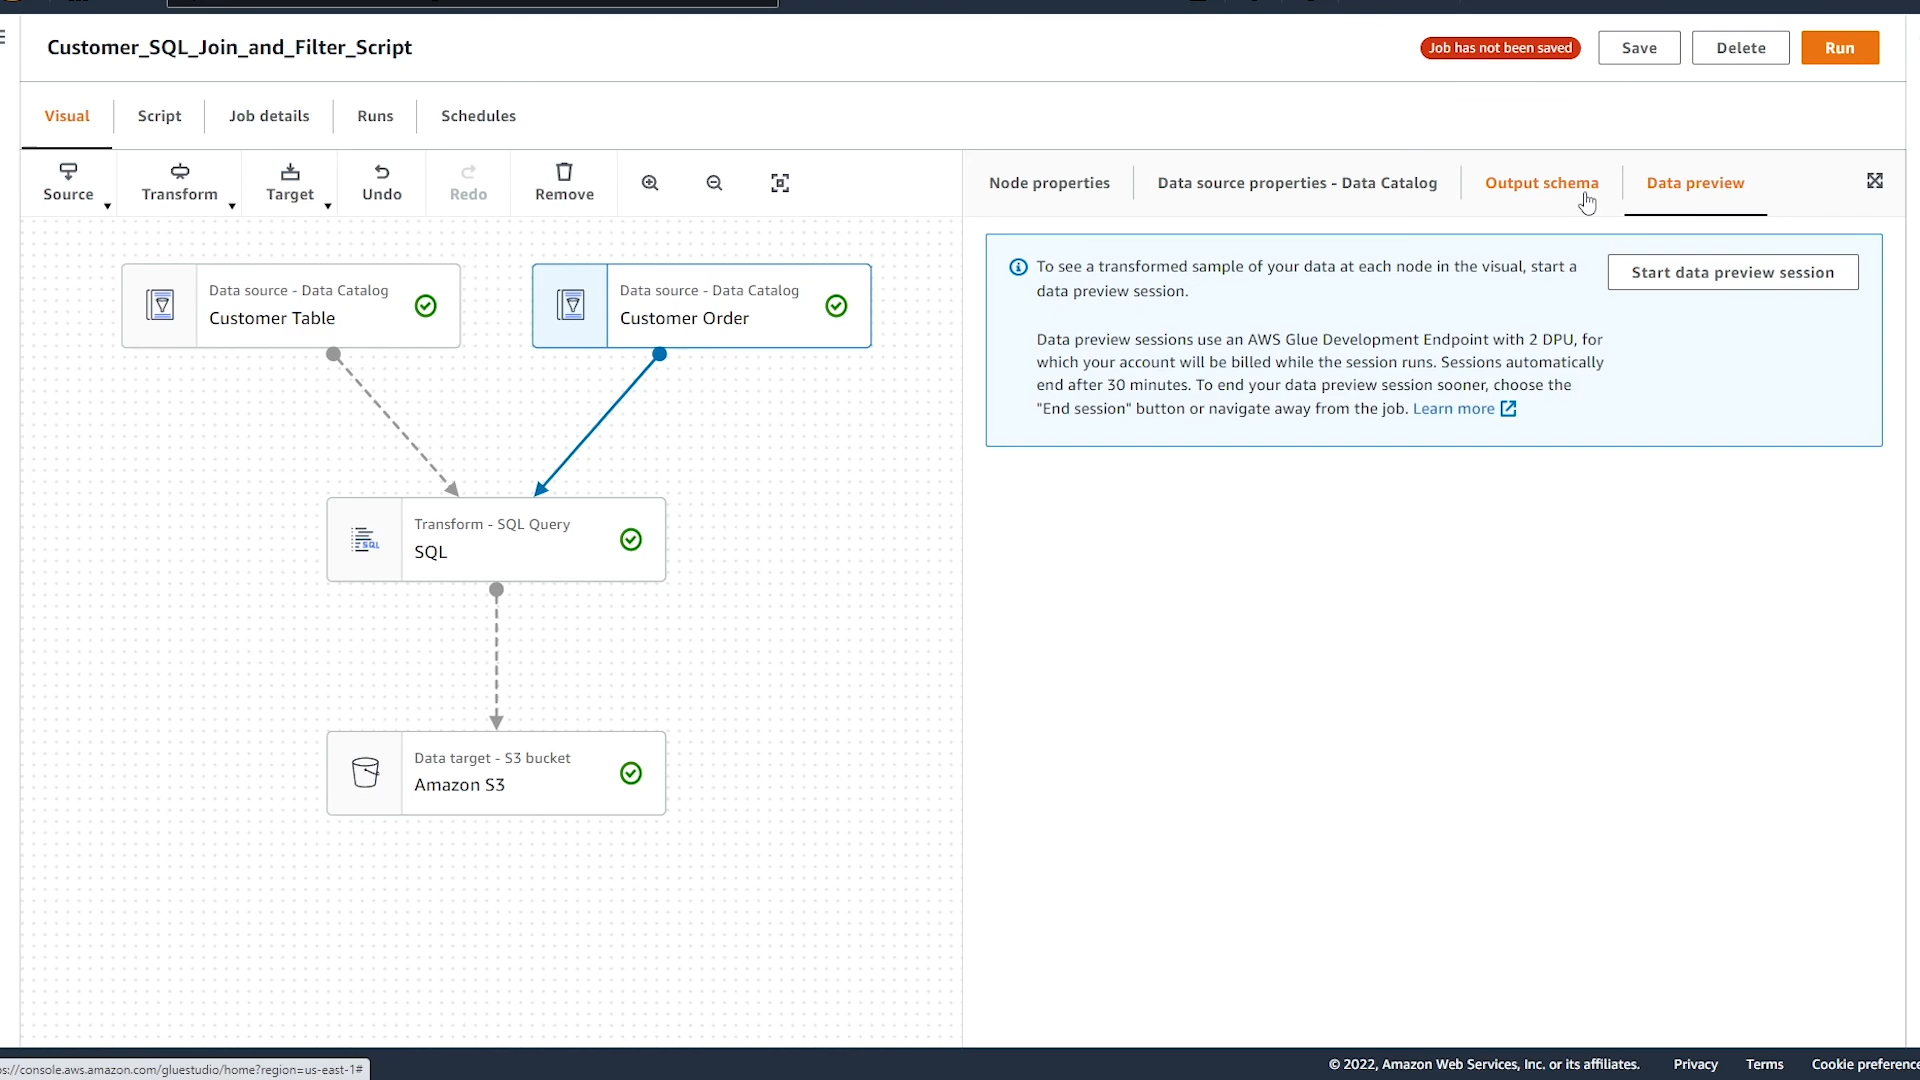 Customer_SQL_Join_and_Filter_Script
Job has not been saved
Save
Delete
Run
Visual
Script
Job details
Runs
Schedules
Source
Transform
Target
Undo
Redo
Remove
Node properties
Data source properties - Data Catalog
Output schema
Data preview
To see a transformed sample of your data at each node in the visual, start a
data preview session.
Start data preview session
Data preview sessions use an AWS Glue Development Endpoint with 2 DPU, for
which your account will be billed while the session runs. Sessions automatically
end after 30 minutes. To end your data preview session sooner, choose the
"End session" button or navigate away from the job. Learn more
Data source - Data Catalog
Customer Table
Data source - Data Catalog
Customer Order
Transform - SQL Query
SQL
SQL
Data target - S3 bucket
Amazon S3
ps://console.aws.amazon.com/gluestudio/home?region=us-east-1#
© 2022, Amazon Web Services, Inc. or its affiliates.
Privacy
Terms
Cookie preference